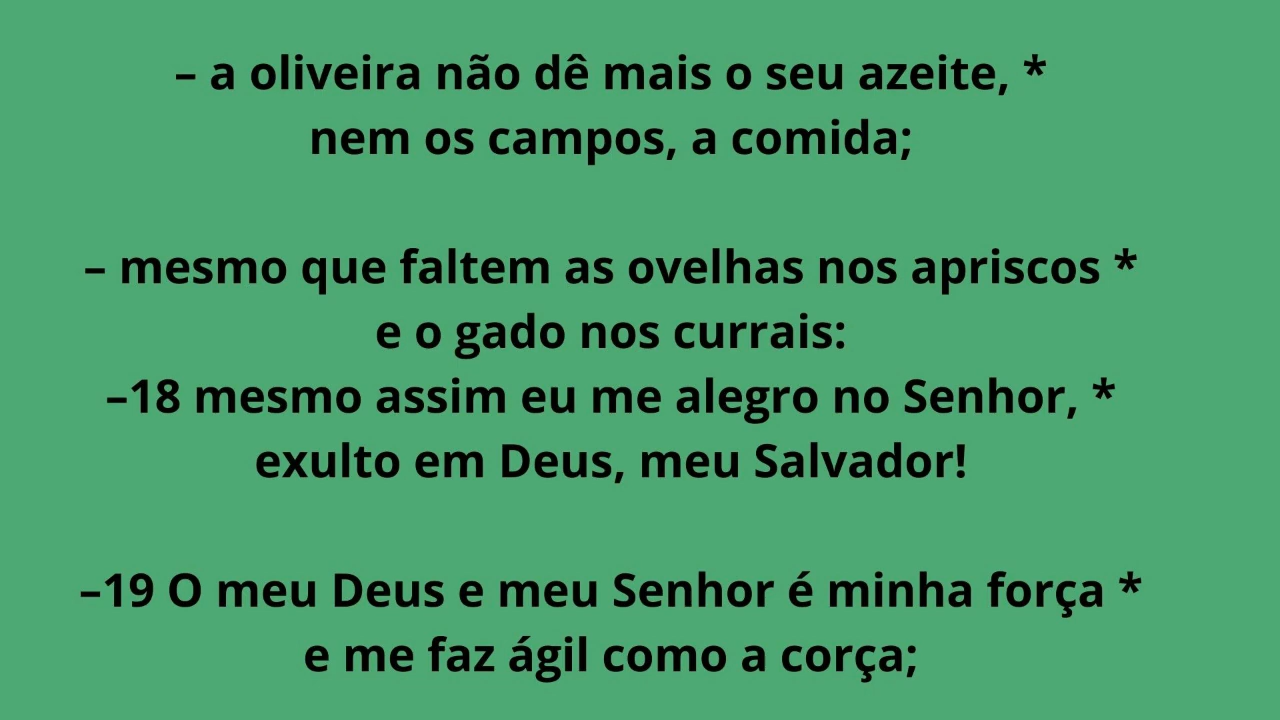 – a oliveira não dê mais o seu azeite, *
nem os campos, a comida;
– mesmo que faltem as ovelhas nos apriscos *
e o gado nos currais:
–18 mesmo assim eu me alegro no Senhor, *
exulto em Deus, meu Salvador!
–19 O meu Deus e meu Senhor é minha força *
e me faz ágil como a corça;